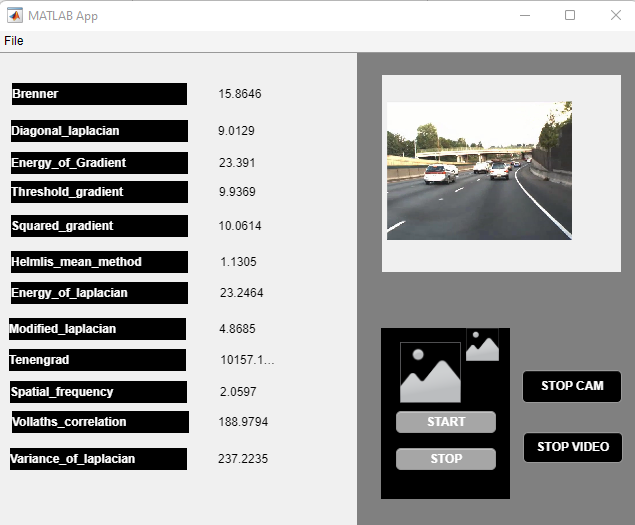 MATLAB App
File
Brenner 15.8646
Diagonal_laplacian 9.0129
Energy_of_Gradient 23.391
Threshold_gradient 9.9369
Squared_gradient 10.0614
Helmlis_mean_method 1.1305
Energy_of_laplacian 23.2464
Modified_laplacian 4.8685
Tenengrad 10157.1...
Spatial_frequency 2.0597
Vollaths_correlation 188.9794
Variance_of_laplacian 237.2235
START
STOP
STOP CAM
STOP VIDEO